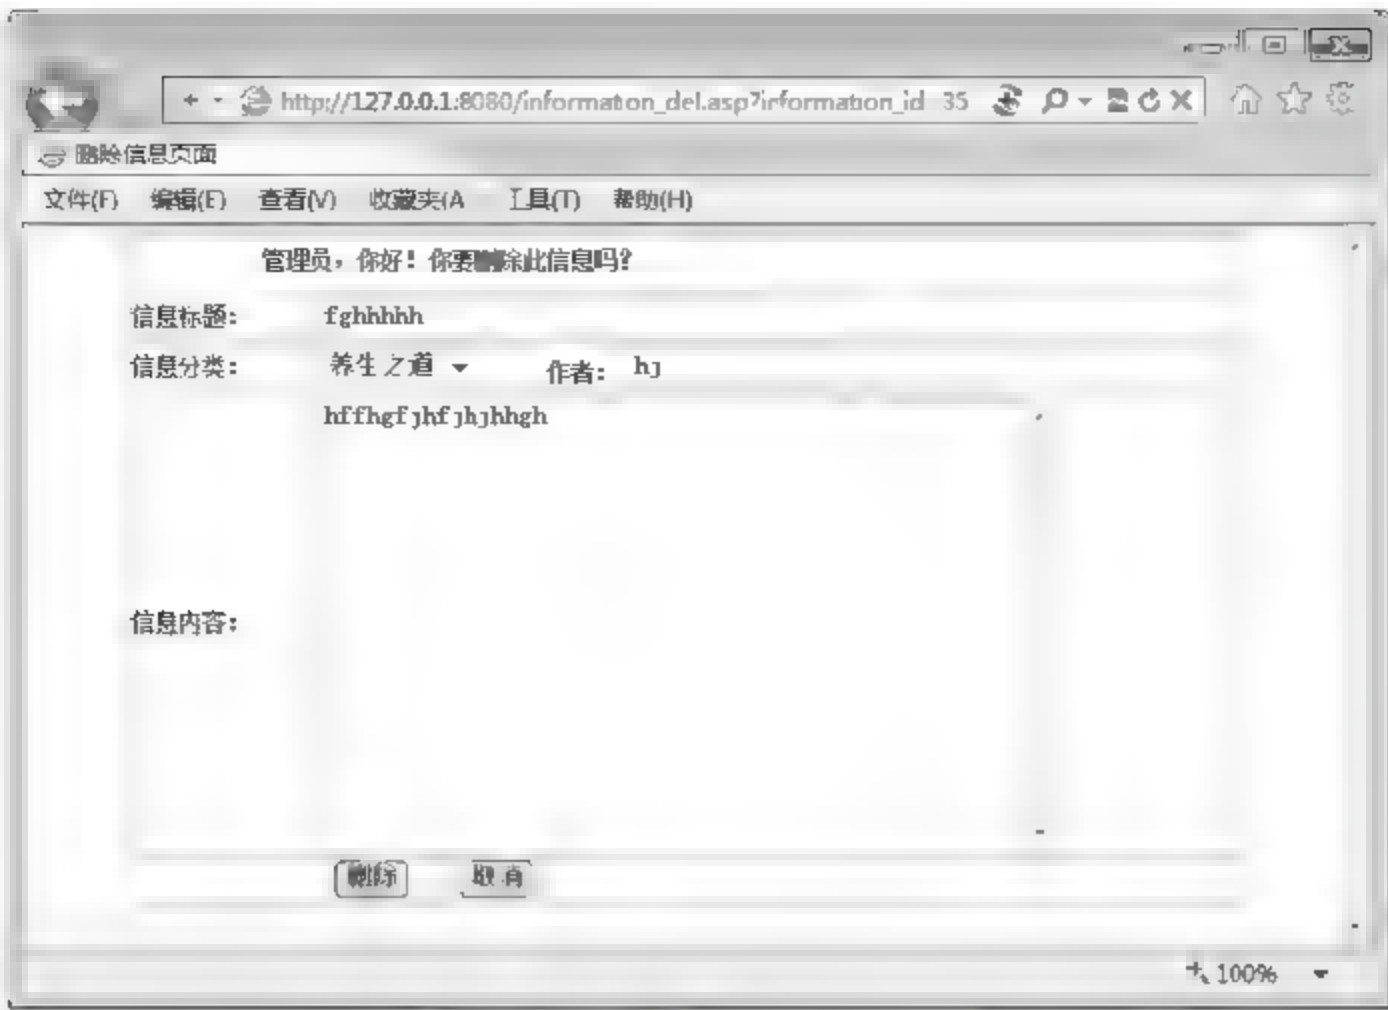 http://127.0.0.1:8080/information_del.asp?information_id 35
删除信息页面
文件(F) 编辑(E) 查看(V) 收藏夹(A 工具(T) 帮助(H)
管理员，你好！你要删除此信息吗？
信息标题： fghhhhh
信息分类： 养生之道 作者： hj
hffhgfjhfjhjhhgh
信息内容：
删除 取消
100%